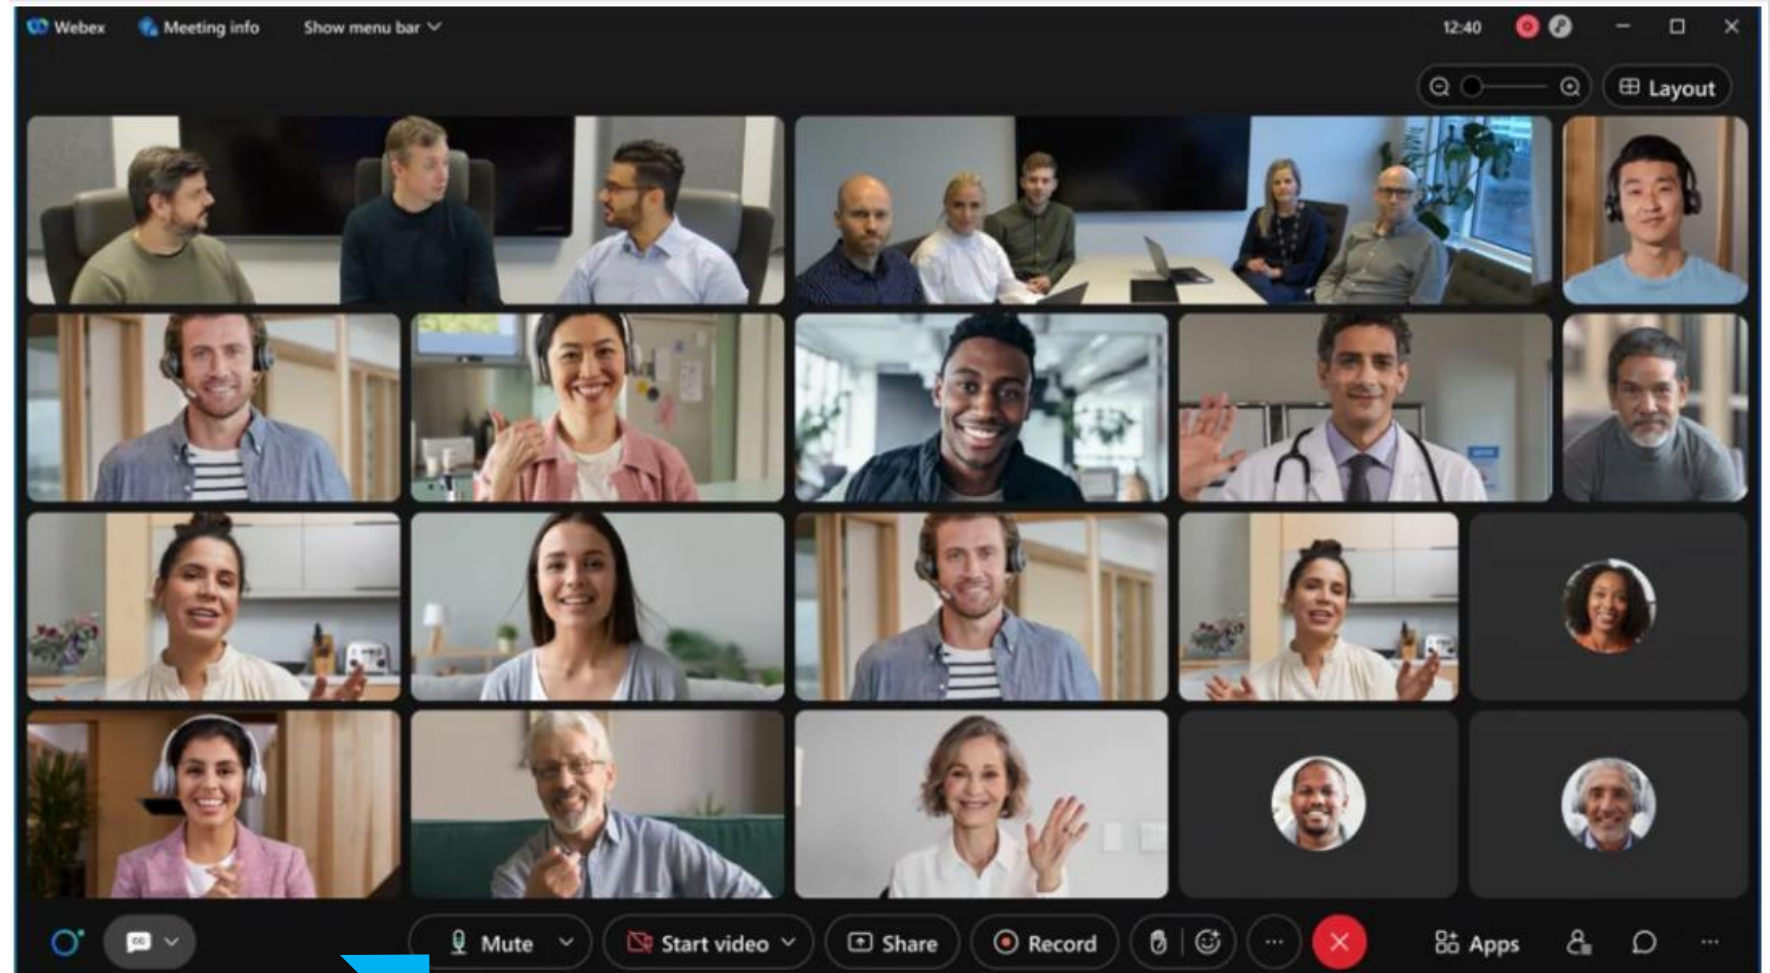 Webex Meeting info Show menu bar 12:40
Layout
Mute Start video Share Record Apps